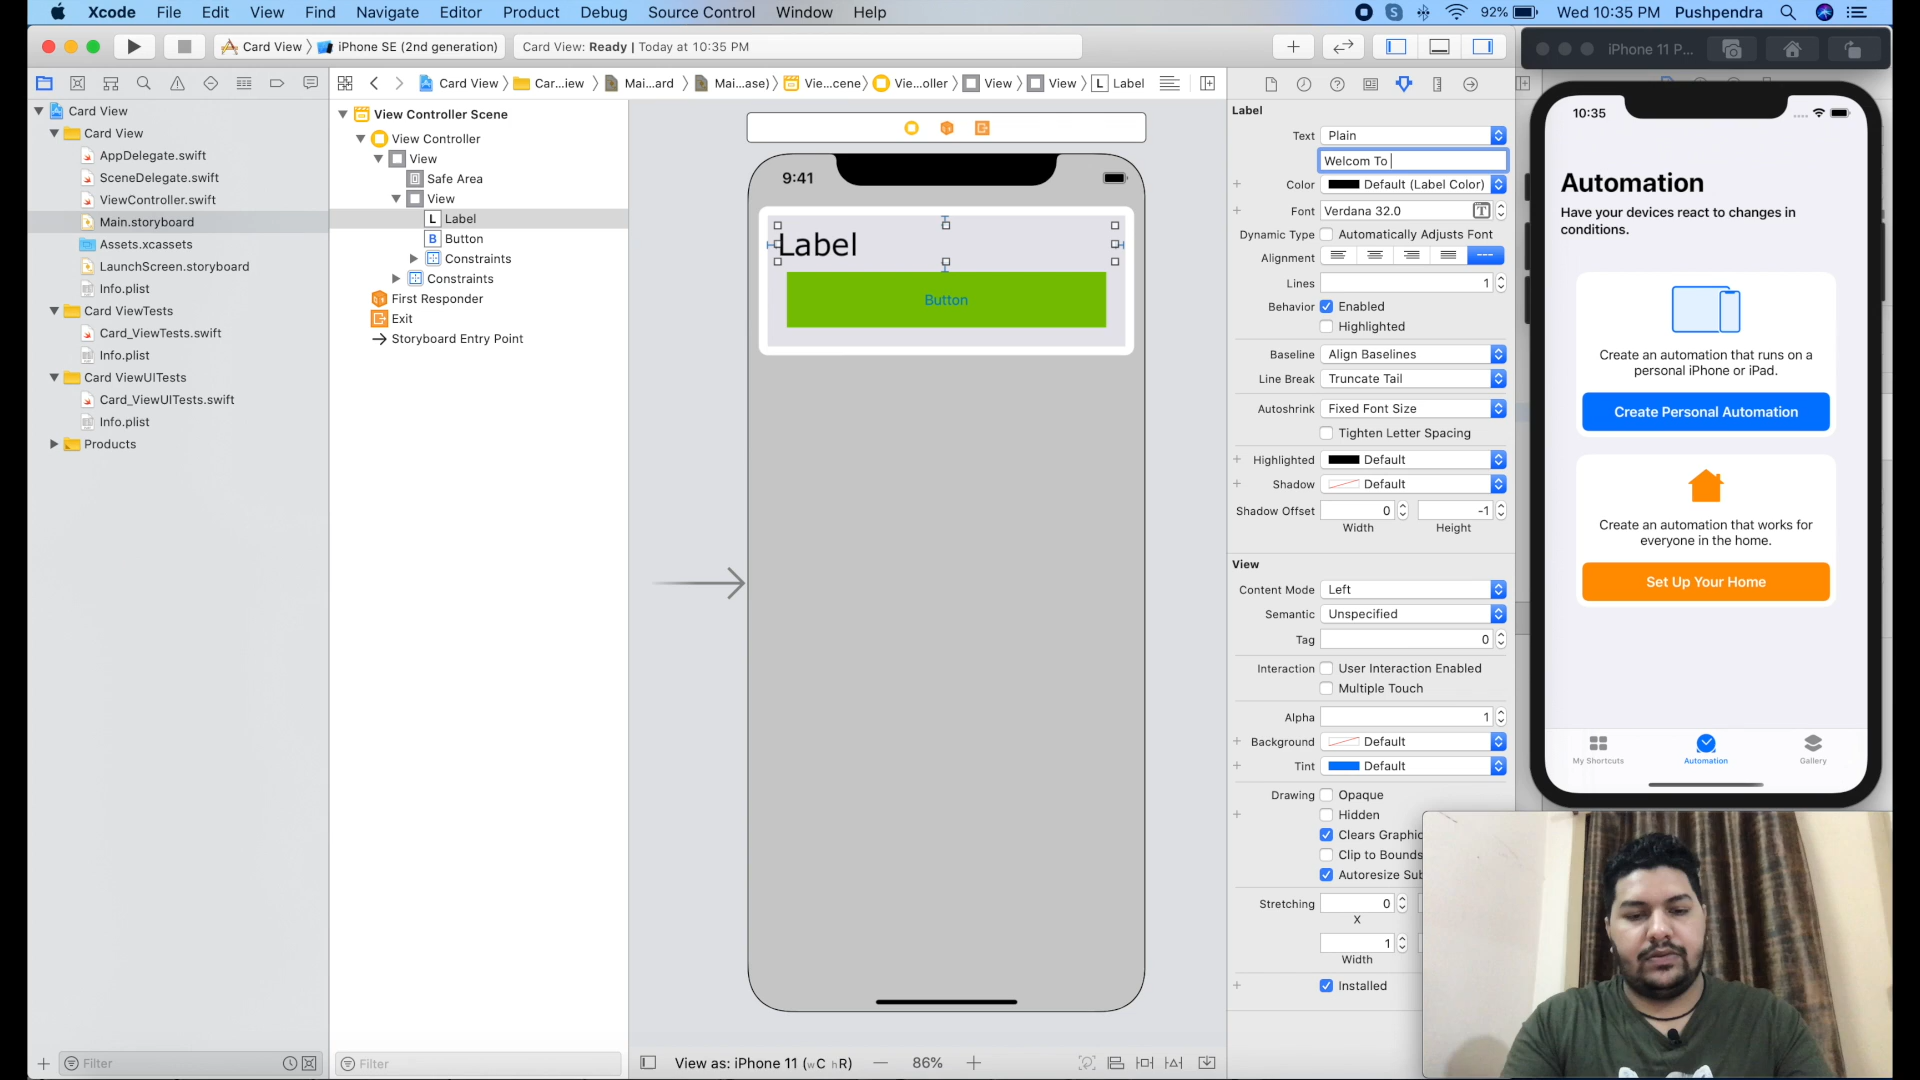 Xcode File Edit View Find Navigate Editor Product Debug Source Control Window Help
92% Wed 10:35 PM Pushpendra
Card View iPhone SE (2nd generation)
Card View: Ready | Today at 10:35 PM
iPhone 11 P...
Card View Car...iew Mai...ard Mai...ase) Vie...cene Vie...oller View View L Label
Card View
Card View
AppDelegate.swift
SceneDelegate.swift
ViewController.swift
Main.storyboard
Assets.xcassets
LaunchScreen.storyboard
Info.plist
Card ViewTests
Card_ViewTests.swift
Info.plist
Card ViewUITests
Card_ViewUITests.swift
Info.plist
Products
Filter
View Controller Scene
View Controller
View
Safe Area
View
L Label
B Button
Constraints
Constraints
First Responder
Exit
Storyboard Entry Point
Filter
9:41
Label
Button
View as: iPhone 11 (wC hR)
86%
Label
Text Plain
Welcom To
Color Default (Label Color)
Font Verdana 32.0
Dynamic Type Automatically Adjusts Font
Alignment
Lines 1
Behavior Enabled
Highlighted
Baseline Align Baselines
Line Break Truncate Tail
Autoshrink Fixed Font Size
Tighten Letter Spacing
Highlighted Default
Shadow Default
Shadow Offset 0 -1
Width Height
View
Content Mode Left
Semantic Unspecified
Tag 0
Interaction User Interaction Enabled
Multiple Touch
Alpha 1
Background Default
Tint Default
Drawing Opaque
Hidden
Clears Graphic
Clip to Bounds
Autoresize Sub
Stretching 0
X
1
Width
Installed
10:35
Automation
Have your devices react to changes in
conditions.
Create an automation that runs on a
personal iPhone or iPad.
Create Personal Automation
Create an automation that works for
everyone in the home.
Set Up Your Home
My Shortcuts Automation Gallery